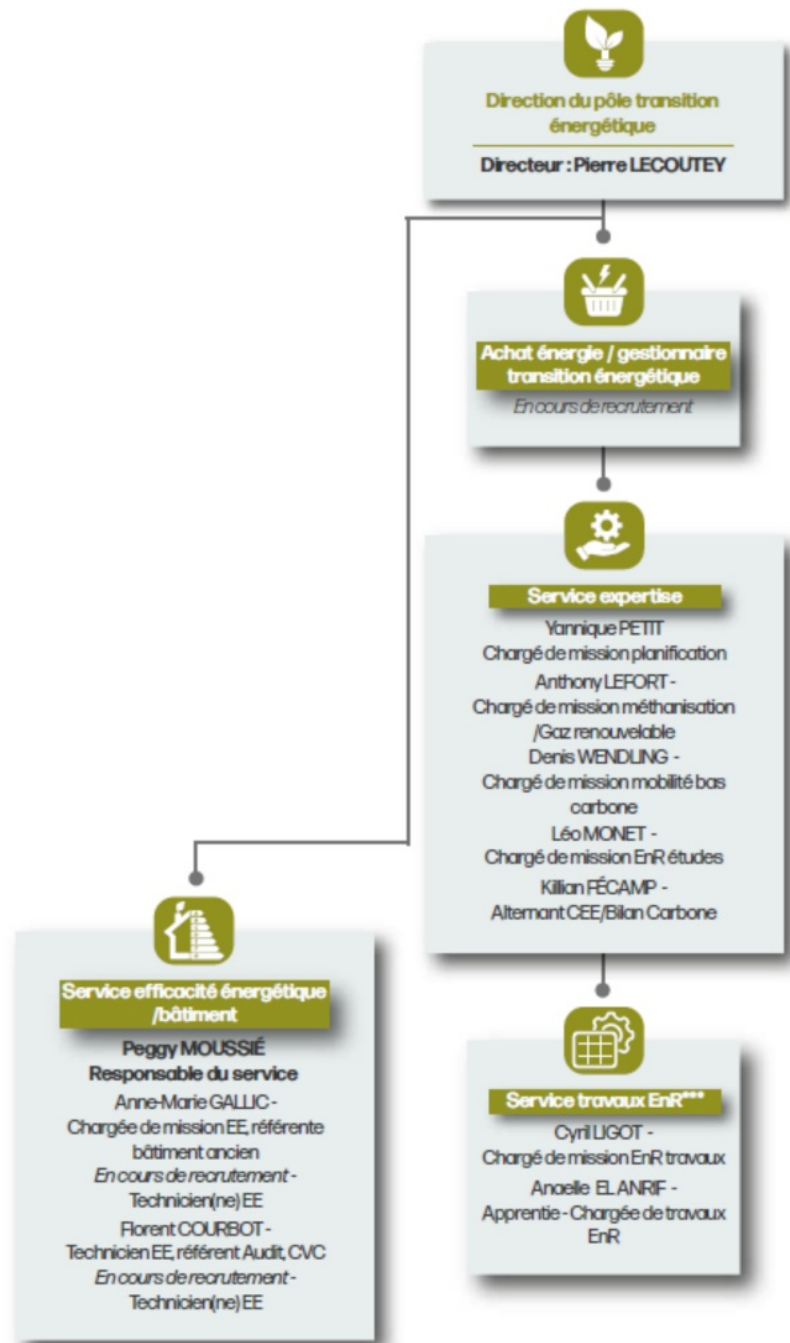 Direction du pôle transition
énergétique
Directeur : Pierre LECOUTEY
Achat énergie / gestionnaire
transition énergétique
En cours de recrutement
Service expertise
Yannique PETIT
Chargé de mission planification
Anthony LEFORT -
Chargé de mission méthanisation
/Gaz renouvelable
Denis WENDLING -
Chargé de mission mobilité bas
carbone
Léo MONET -
Chargé de mission EnR études
Killian FÉCAMP -
Alternant CEE/Bilan Carbone
Service efficacité énergétique
/bâtiment
Peggy MOUSSIÉ
Responsable du service
Anne-Marie GALLIC -
Chargée de mission EE, référente
bâtiment ancien
En cours de recrutement -
Technicien(ne) EE
Florent COURBOT -
Technicien EE, référent Audit, CVC
En cours de recrutement -
Technicien(ne) EE
Service travaux EnR***
Cyril LIGOT -
Chargé de mission EnR travaux
Anaelle EL ANRIF -
Apprentie - Chargée de travaux
EnR